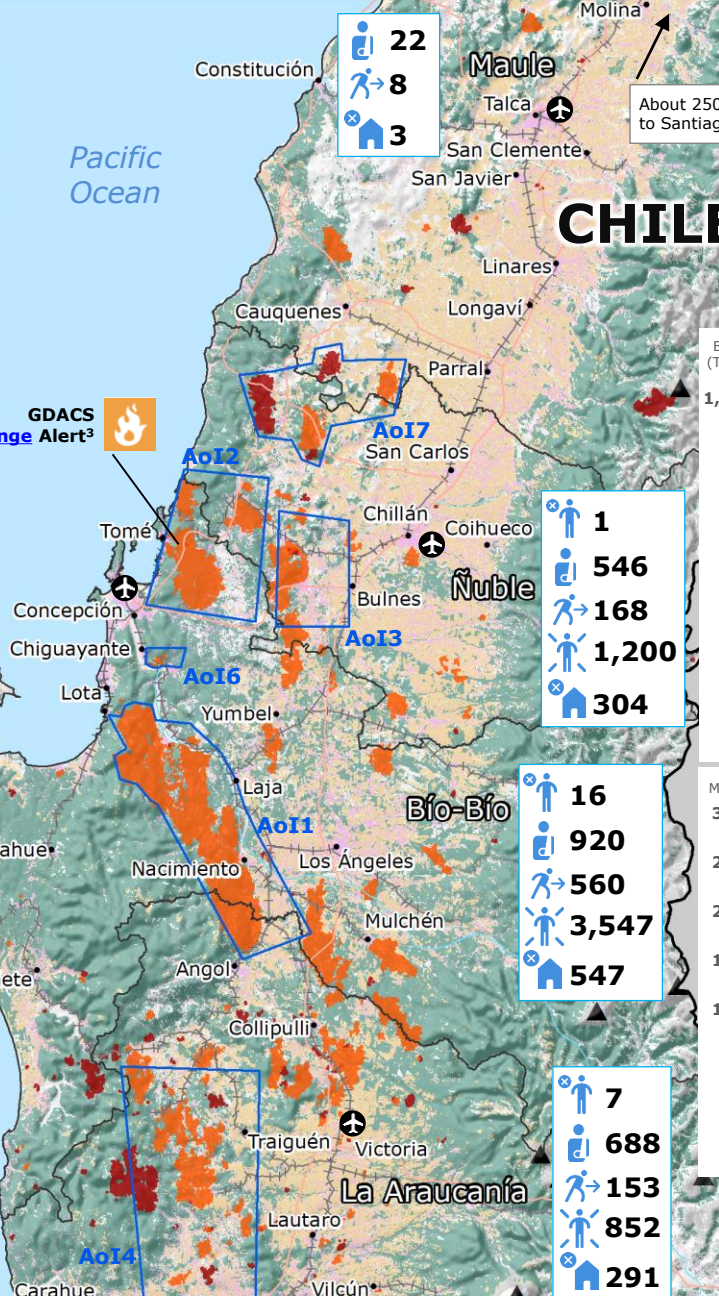 Molina
22
Constitución
Maule
8
Talca
About 250
to Santiag
3
San Clemente
Pacific
Ocean
San Javier
CHILE
Linares
Cauquenes
Longaví
Parral
1,
GDACS
nge Alert³
AoI7
San Carlos
AoI2
Chillán
Coihueco
1
Tomé
546
Ñuble
Bulnes
Concepción
168
AoI3
Chiguayante
1,200
AoI6
Lota
304
Yumbel
Laja
16
Bío-Bío
AoI1
920
ahue
Los Ángeles
Nacimiento
560
Mulchén
3,547
Angol
547
ete
Collipulli
7
Traiguén
Victoria
688
La Araucanía
153
Lautaro
852
AoI4
291
Carahue
Vilcún